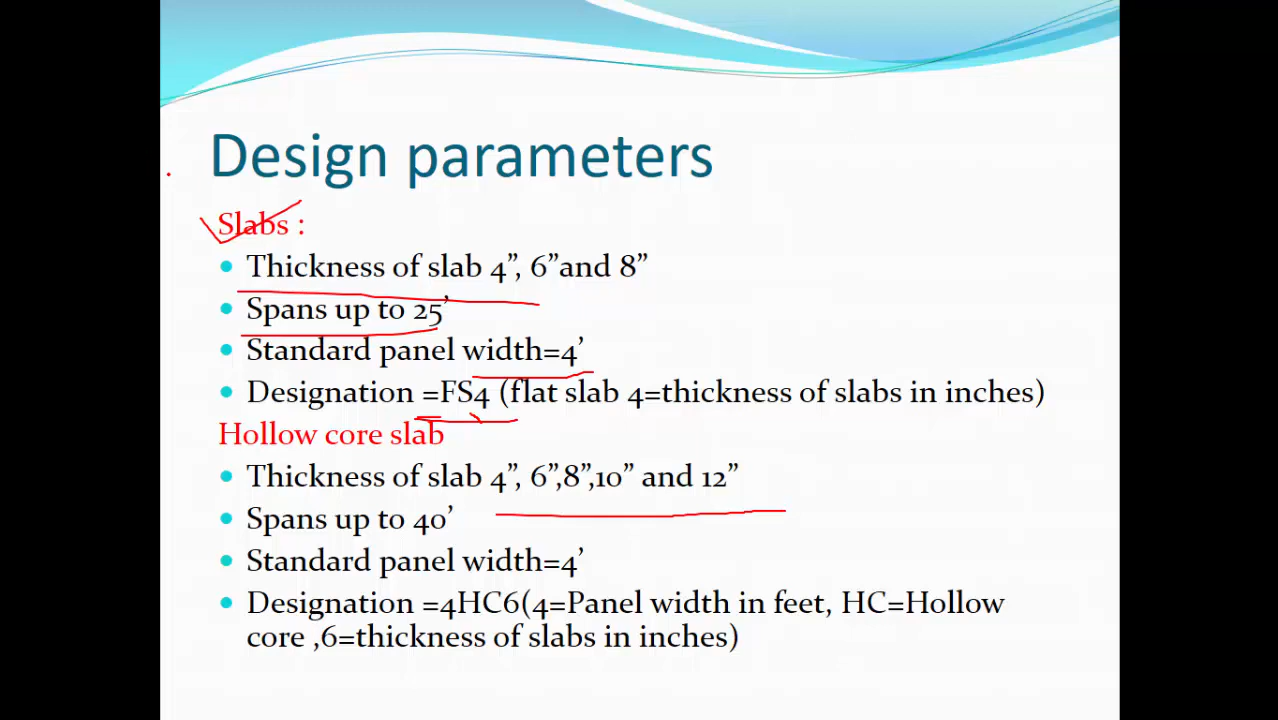 Design parameters
Slabs :
Thickness of slab 4”, 6”and 8”
Spans up to 25’
Standard panel width=4’
Designation =FS4 (flat slab 4=thickness of slabs in inches)
Hollow core slab
Thickness of slab 4”, 6”,8”,10” and 12”
Spans up to 40’
Standard panel width=4’
Designation =4HC6(4=Panel width in feet, HC=Hollow
core ,6=thickness of slabs in inches)